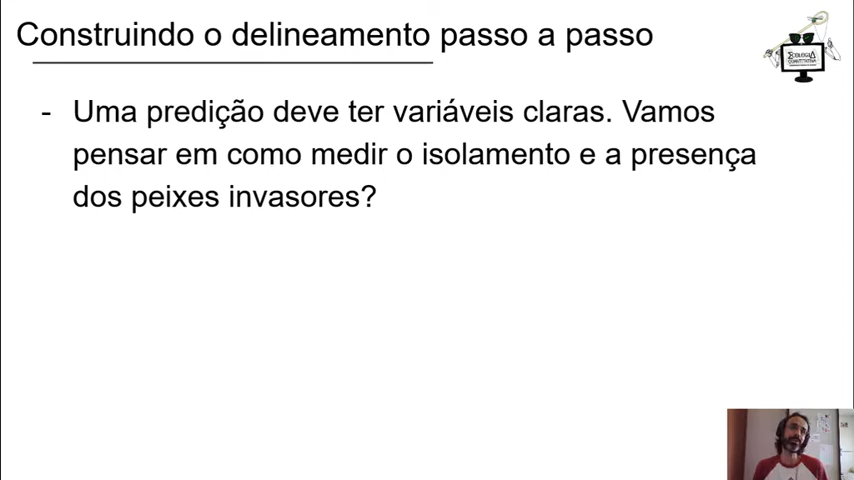 Construindo o delineamento passo a passo
- Uma predição deve ter variáveis claras. Vamos
pensar em como medir o isolamento e a presença
dos peixes invasores?